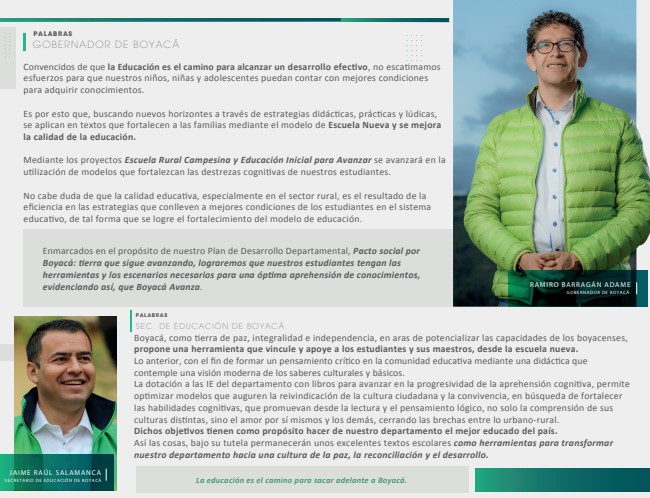 PALABRAS
GOBERNADOR DE BOYACÁ
Convencidos de que la Educación es el camino para alcanzar un desarrollo efectivo, no escatimamos
esfuerzos para que nuestros niños, niñas y adolescentes puedan contar con mejores condiciones
para adquirir conocimientos.
Es por esto que, buscando nuevos horizontes a través de estrategias didácticas, prácticas y lúdicas,
se aplican en textos que fortalecen a las familias mediante el modelo de Escuela Nueva y se mejora
la calidad de la educación.
Mediante los proyectos Escuela Rural Campesina y Educación Inicial para Avanzar se avanzará en la
utilización de modelos que fortalezcan las destrezas cognitivas de nuestros estudiantes.
No cabe duda de que la calidad educativa, especialmente en el sector rural, es el resultado de la
eficiencia en las estrategias que conlleven a mejores condiciones de los estudiantes en el sistema
educativo, de tal forma que se logre el fortalecimiento del modelo de educación.
Enmarcados en el propósito de nuestro Plan de Desarrollo Departamental, Pacto social por
Boyacá: tierra que sigue avanzando, lograremos que nuestros estudiantes tengan las
herramientas y los escenarios necesarios para una óptima aprehensión de conocimientos,
evidenciando así, que Boyacá Avanza.
RAMIRO BARRAGÁN ADAME
GOBERNADOR DE BOYACÁ
PALABRAS
SEC. DE EDUCACIÓN DE BOYACÁ
Boyacá, como tierra de paz, integralidad e independencia, en aras de potencializar las capacidades de los boyacenses,
propone una herramienta que vincule y apoye a los estudiantes y sus maestros, desde la escuela nueva.
Lo anterior, con el fin de formar un pensamiento crítico en la comunidad educativa mediante una didáctica que
contemple una visión moderna de los saberes culturales y básicos.
La dotación a las IE del departamento con libros para avanzar en la progresividad de la aprehensión cognitiva, permite
optimizar modelos que auguren la reivindicación de la cultura ciudadana y la convivencia, en búsqueda de fortalecer
las habilidades cognitivas, que promuevan desde la lectura y el pensamiento lógico, no solo la comprensión de sus
culturas distintas, sino el amor por sí mismos y los demás, cerrando las brechas entre lo urbano-rural.
Dichos objetivos tienen como propósito hacer de nuestro departamento el mejor educado del país.
Así las cosas, bajo su tutela permanecerán unos excelentes textos escolares como herramientas para transformar
nuestro departamento hacia una cultura de la paz, la reconciliación y el desarrollo.
JAIME RAÚL SALAMANCA
SECRETARIO DE EDUCACIÓN DE BOYACÁ
La educación es el camino para sacar adelante a Boyacá.